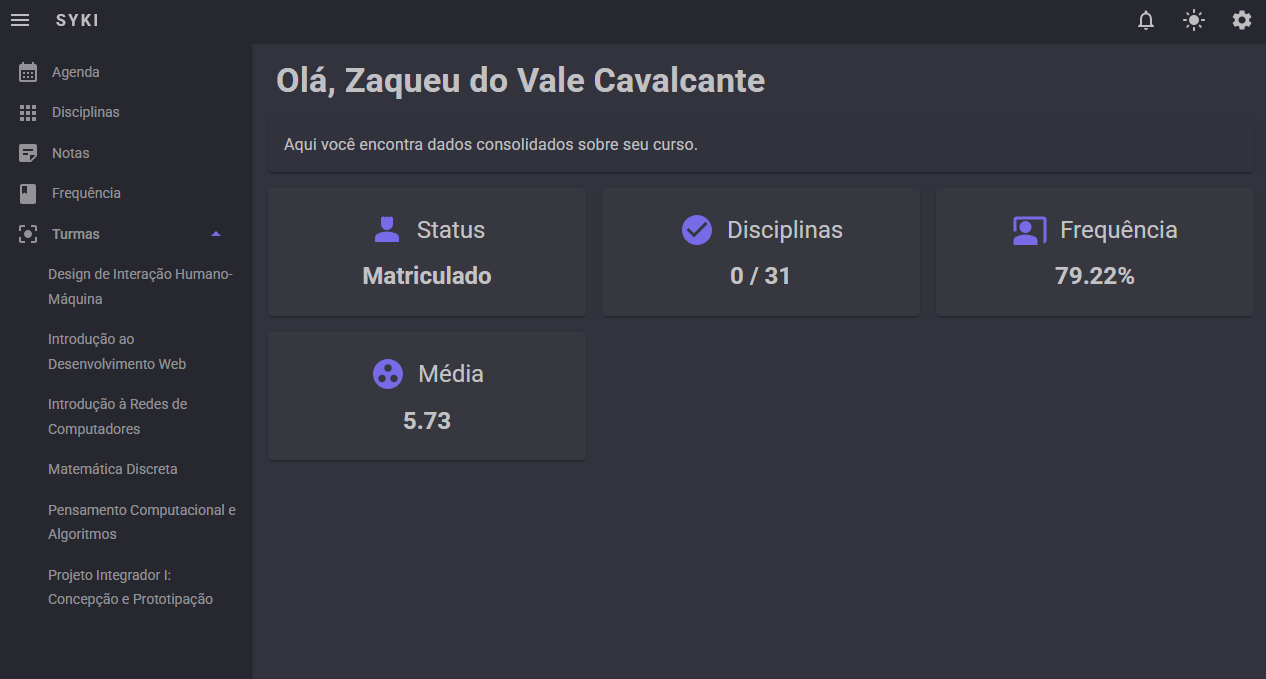 SYKI
Agenda
Disciplinas
Notas
Frequência
Turmas
Design de Interação Humano-
Máquina
Introdução ao
Desenvolvimento Web
Introdução à Redes de
Computadores
Matemática Discreta
Pensamento Computacional e
Algoritmos
Projeto Integrador I:
Concepção e Prototipação
Olá, Zaqueu do Vale Cavalcante
Aqui você encontra dados consolidados sobre seu curso.
Status
Matriculado
Disciplinas
0 / 31
Frequência
79.22%
Média
5.73